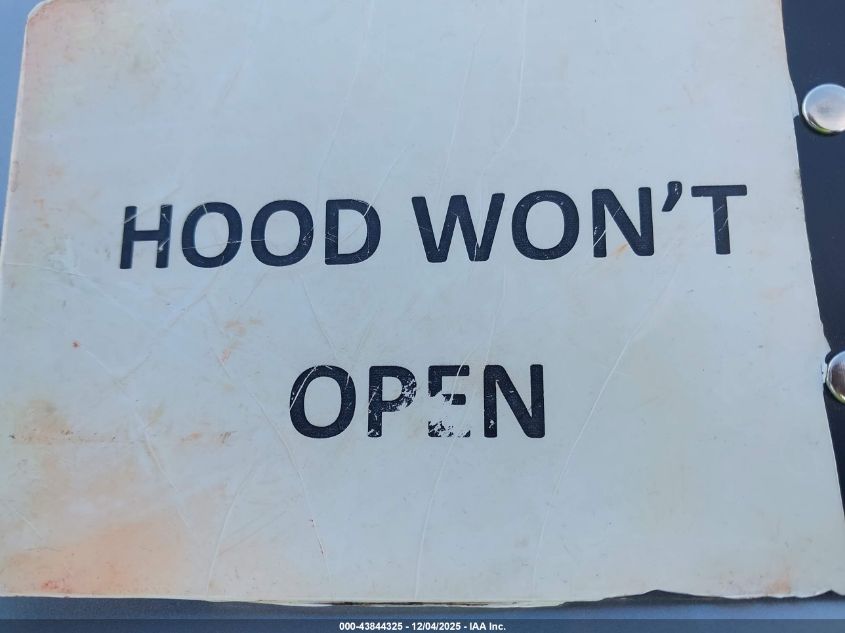 HOOD WON'T
OPEN
000-43844325 - 12/04/2025 - IAA Inc.